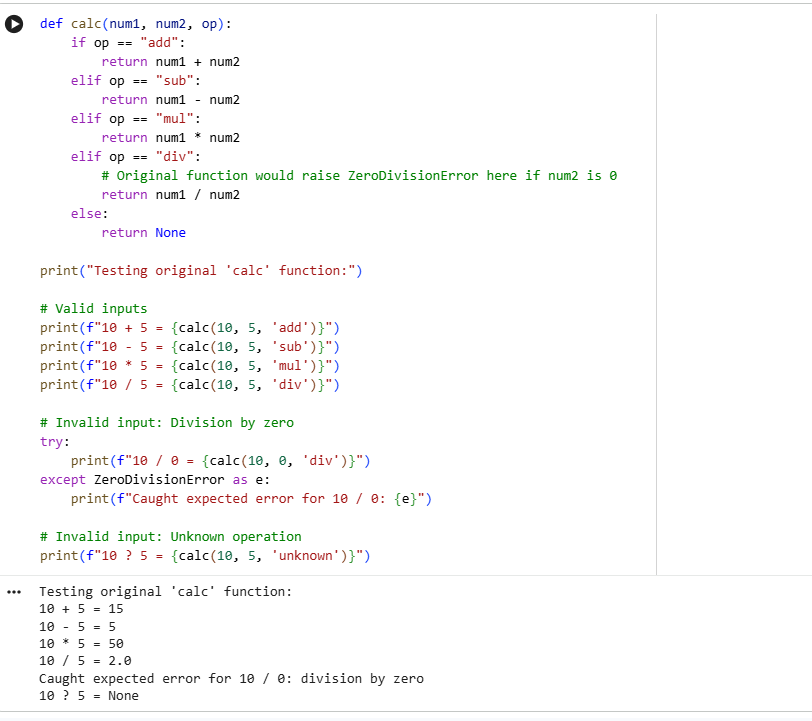 def calc(num1, num2, op):
    if op == "add":
        return num1 + num2
    elif op == "sub":
        return num1 - num2
    elif op == "mul":
        return num1 * num2
    elif op == "div":
        # Original function would raise ZeroDivisionError here if num2 is 0
        return num1 / num2
    else:
        return None

print("Testing original 'calc' function:")

# Valid inputs
print(f"10 + 5 = {calc(10, 5, 'add')}")
print(f"10 - 5 = {calc(10, 5, 'sub')}")
print(f"10 * 5 = {calc(10, 5, 'mul')}")
print(f"10 / 5 = {calc(10, 5, 'div')}")

# Invalid input: Division by zero
try:
    print(f"10 / 0 = {calc(10, 0, 'div')}")
except ZeroDivisionError as e:
    print(f"Caught expected error for 10 / 0: {e}")

# Invalid input: Unknown operation
print(f"10 ? 5 = {calc(10, 5, 'unknown')}")

Testing original 'calc' function:
10 + 5 = 15
10 - 5 = 5
10 * 5 = 50
10 / 5 = 2.0
Caught expected error for 10 / 0: division by zero
10 ? 5 = None